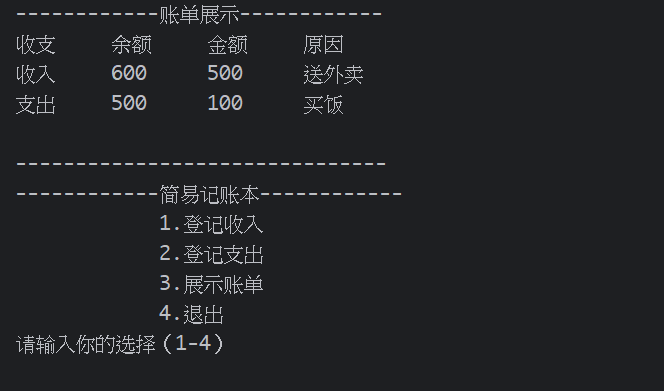 ------------账单展示------------
收支 余额 金额 原因
收入 600 500 送外卖
支出 500 100 买饭
-------------------------------
------------简易记账本------------
1.登记收入
2.登记支出
3.展示账单
4.退出
请输入你的选择（1-4）